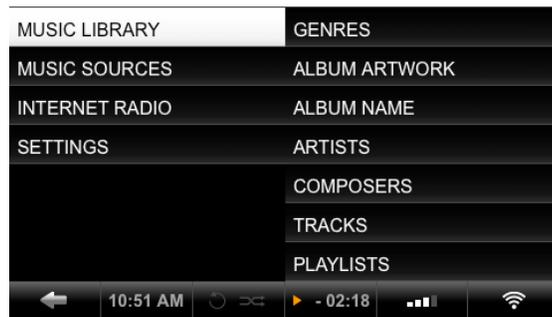 MUSIC LIBRARY
MUSIC SOURCES
INTERNET RADIO
SETTINGS
GENRES
ALBUM ARTWORK
ALBUM NAME
ARTISTS
COMPOSERS
TRACKS
PLAYLISTS
10:51 AM - 02:18